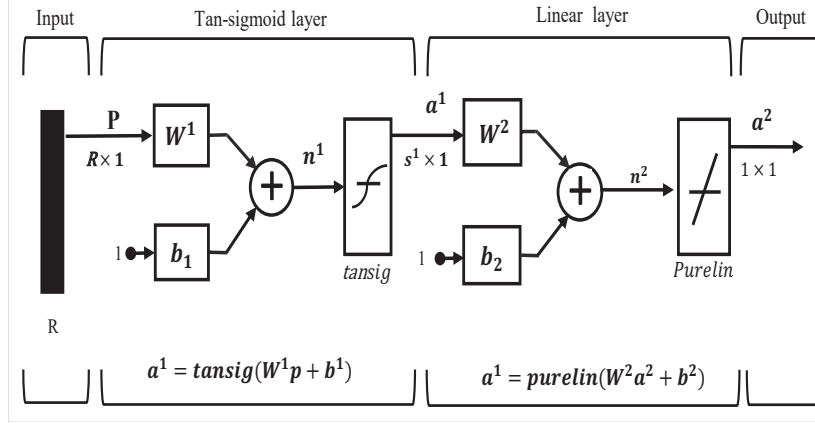 Input Tan-sigmoid layer Linear layer Output
P W¹ n¹ a¹ W² a²
R × 1 s¹ × 1 n² 1 × 1
1 b₁ 1 b₂
tansig Purelin
R
a¹ = tansig(W¹p + b¹) a¹ = purelin(W²a² + b²)